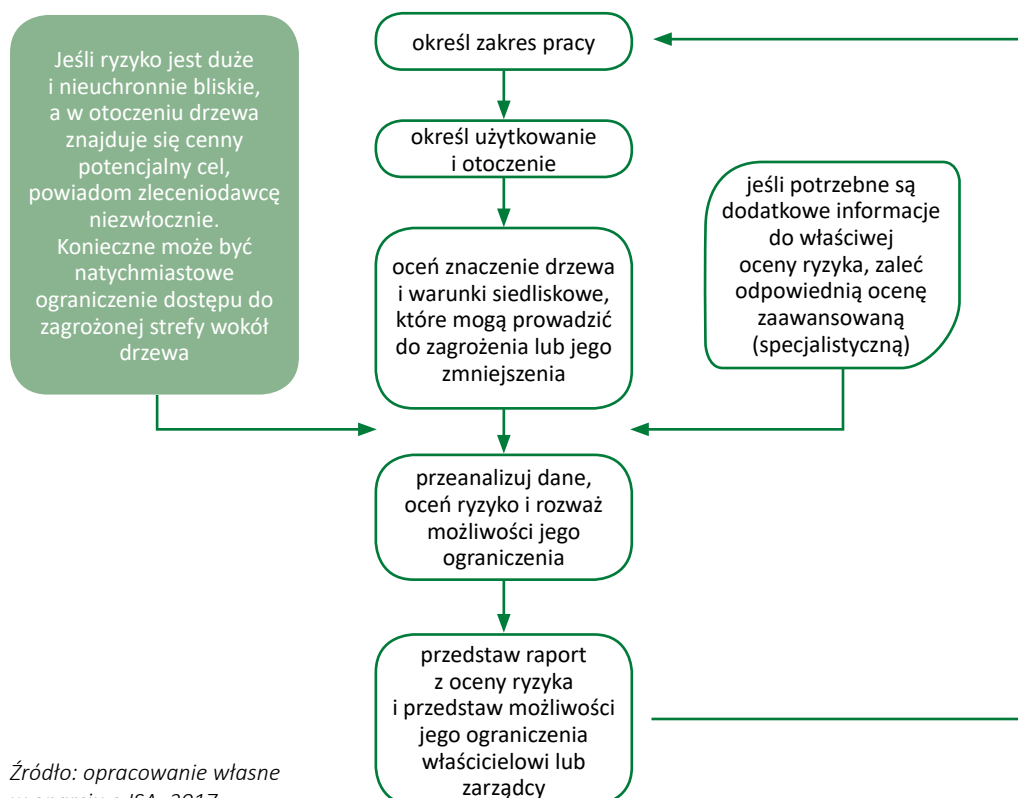 Jeśli ryzyko jest duże
i nieuchronnie bliskie,
a w otoczeniu drzewa
znajduje się cenny
potencjalny cel,
powiadom zleceniodawcę
niezwłocznie.
Konieczne może być
natychmiastowe
ograniczenie dostępu do
zagrożonej strefy wokół
drzewa
określ zakres pracy
określ użytkowanie
i otoczenie
oceń znaczenie drzewa
i warunki siedliskowe,
które mogą prowadzić
do zagrożenia lub jego
zmniejszenia
jeśli potrzebne są
dodatkowe informacje
do właściwej
oceny ryzyka, zaleć
odpowiednią ocenę
zaawansowaną
(specjalistyczną)
przeanalizuj dane,
oceń ryzyko i rozważ
możliwości jego
ograniczenia
przedstaw raport
z oceny ryzyka
i przedstaw możliwości
jego ograniczenia
właścicielowi lub
zarządcy
Źródło: opracowanie własne
w oparciu o ISA, 2017